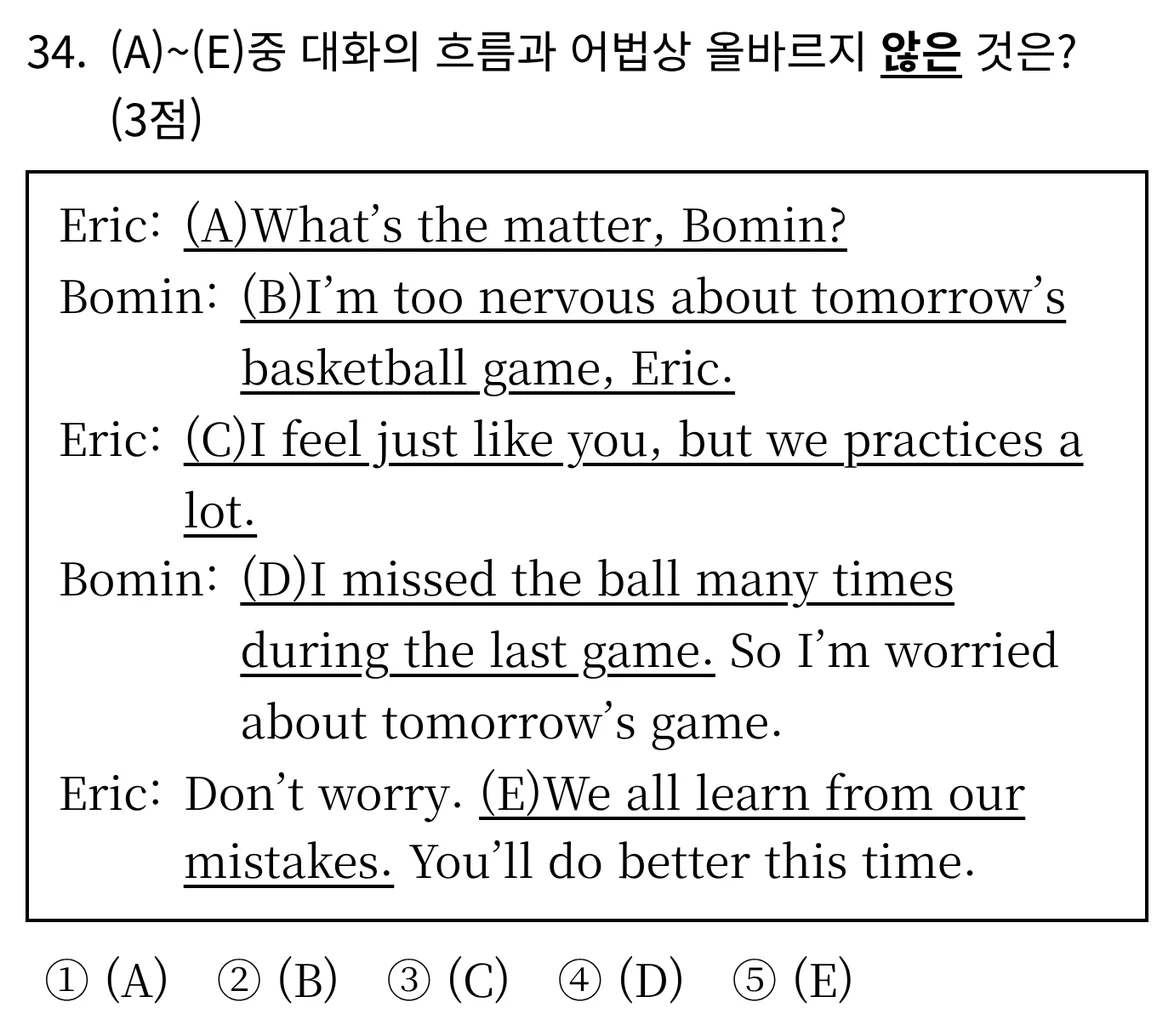 34. (A)~(E)중 대화의 흐름과 어법상 올바르지 않은 것은?
(3점)
Eric: (A)What’s the matter, Bomin?
Bomin: (B)I’m too nervous about tomorrow’s
basketball game, Eric.
Eric: (C)I feel just like you, but we practices a
lot.
Bomin: (D)I missed the ball many times
during the last game. So I’m worried
about tomorrow’s game.
Eric: Don’t worry. (E)We all learn from our
mistakes. You’ll do better this time.
① (A) ② (B) ③ (C) ④ (D) ⑤ (E)